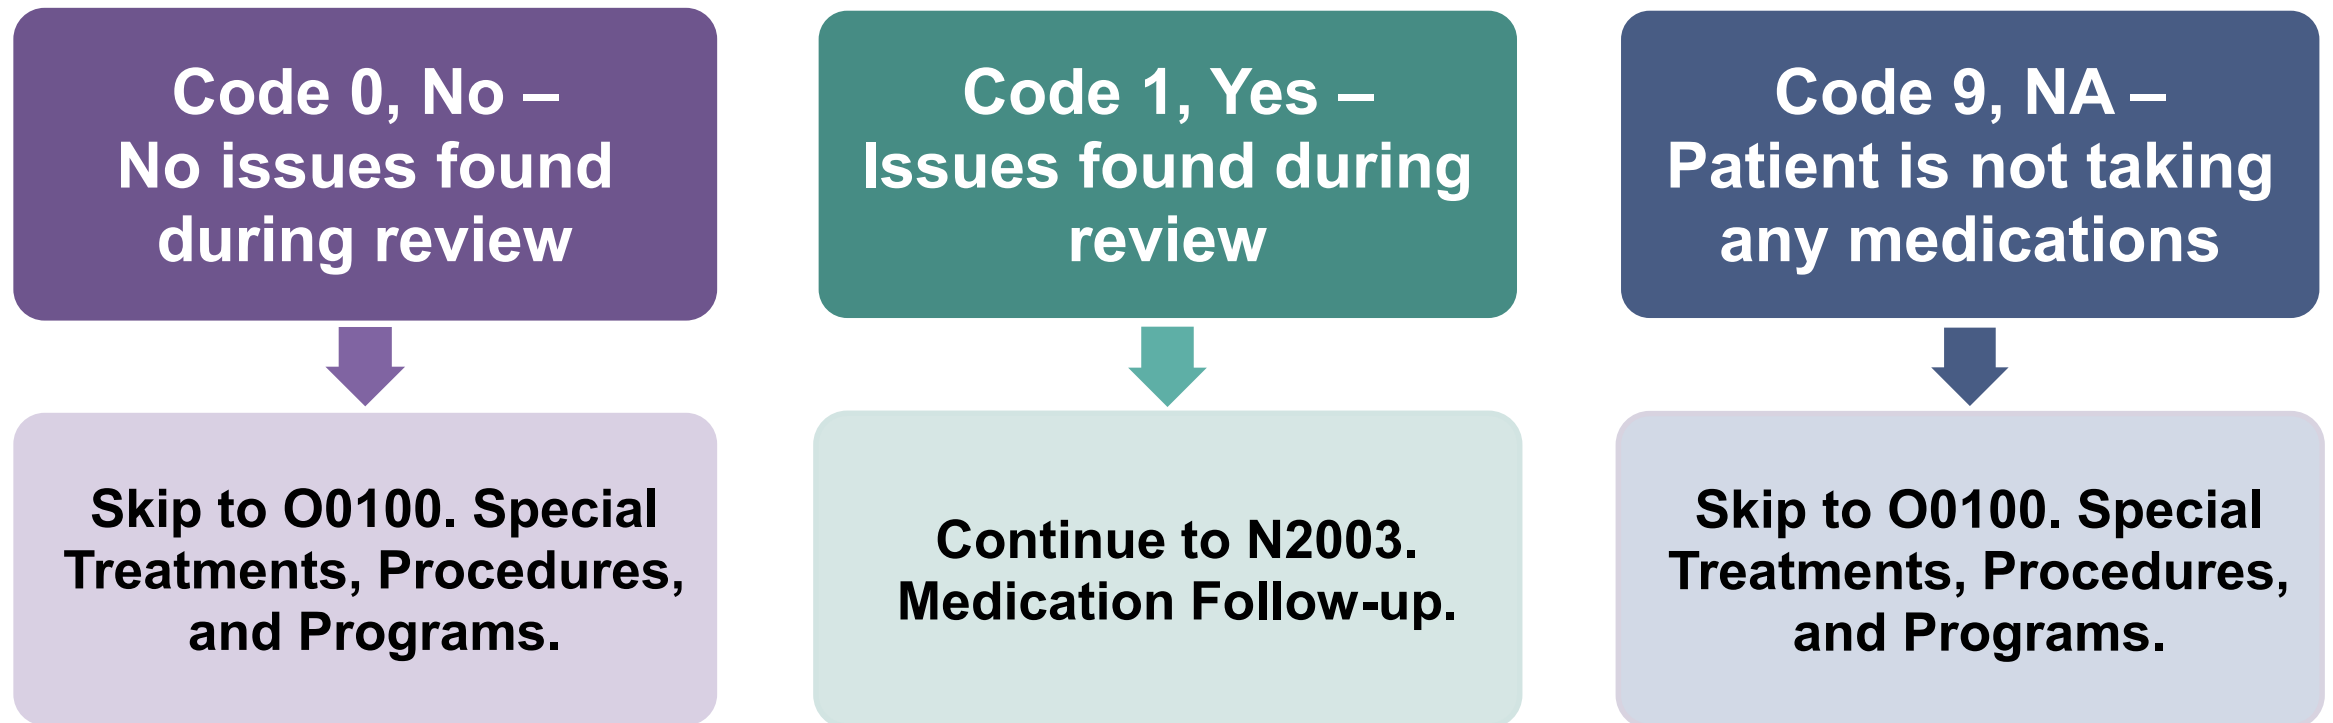 Code 0, No –
No issues found
during review
Code 1, Yes –
Issues found during
review
Code 9, NA –
Patient is not taking
any medications
Skip to O0100. Special
Treatments, Procedures,
and Programs.
Continue to N2003.
Medication Follow-up.
Skip to O0100. Special
Treatments, Procedures,
and Programs.